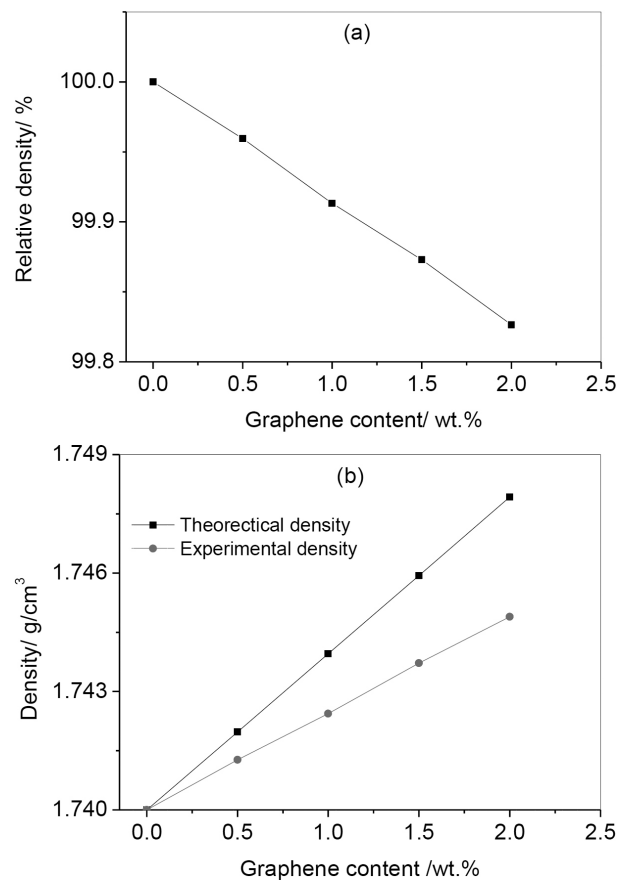 (a)
100.0
99.9
99.8
Relative density/ %
0.0 0.5 1.0 1.5 2.0 2.5
Graphene content/ wt.%
(b)
1.749
1.746
1.743
1.740
Density/ g/cm³
Theorectical density
Experimental density
0.0 0.5 1.0 1.5 2.0 2.5
Graphene content /wt.%